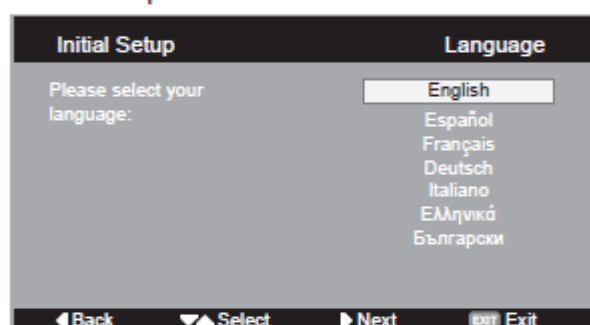 Initial Setup Language
Please select your
language:
English
Español
Français
Deutsch
Italiano
Ελληνικά
Български
Back Select Next EXIT Exit